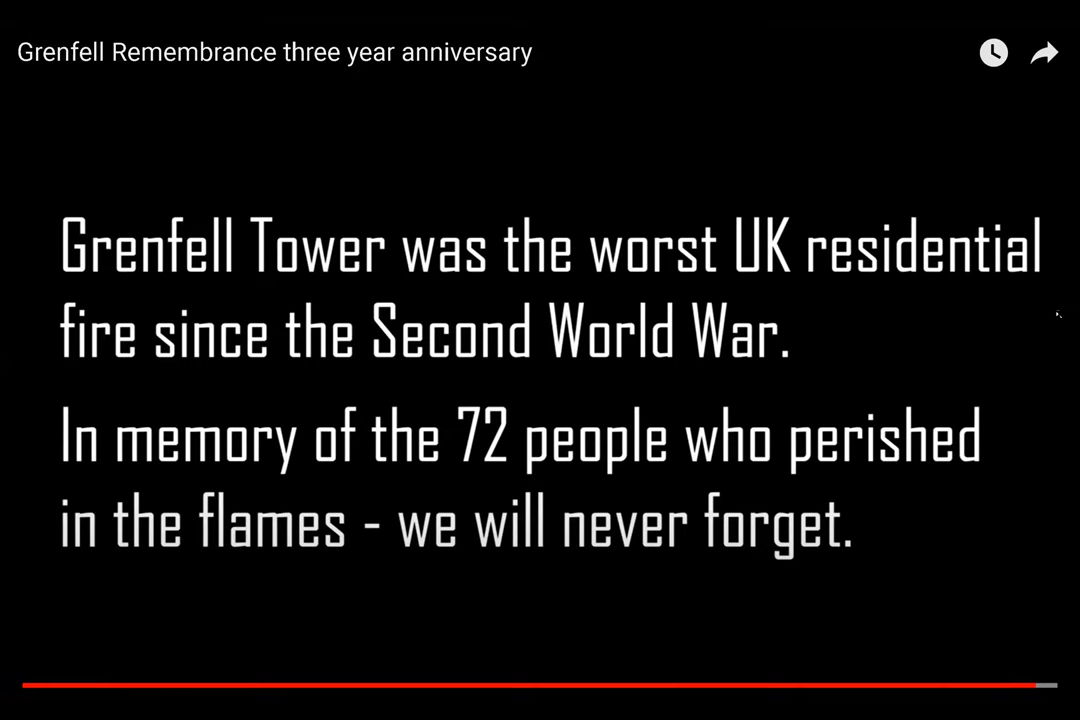 Grenfell Remembrance three year anniversary
Grenfell Tower was the worst UK residential
fire since the Second World War.
In memory of the 72 people who perished
in the flames - we will never forget.